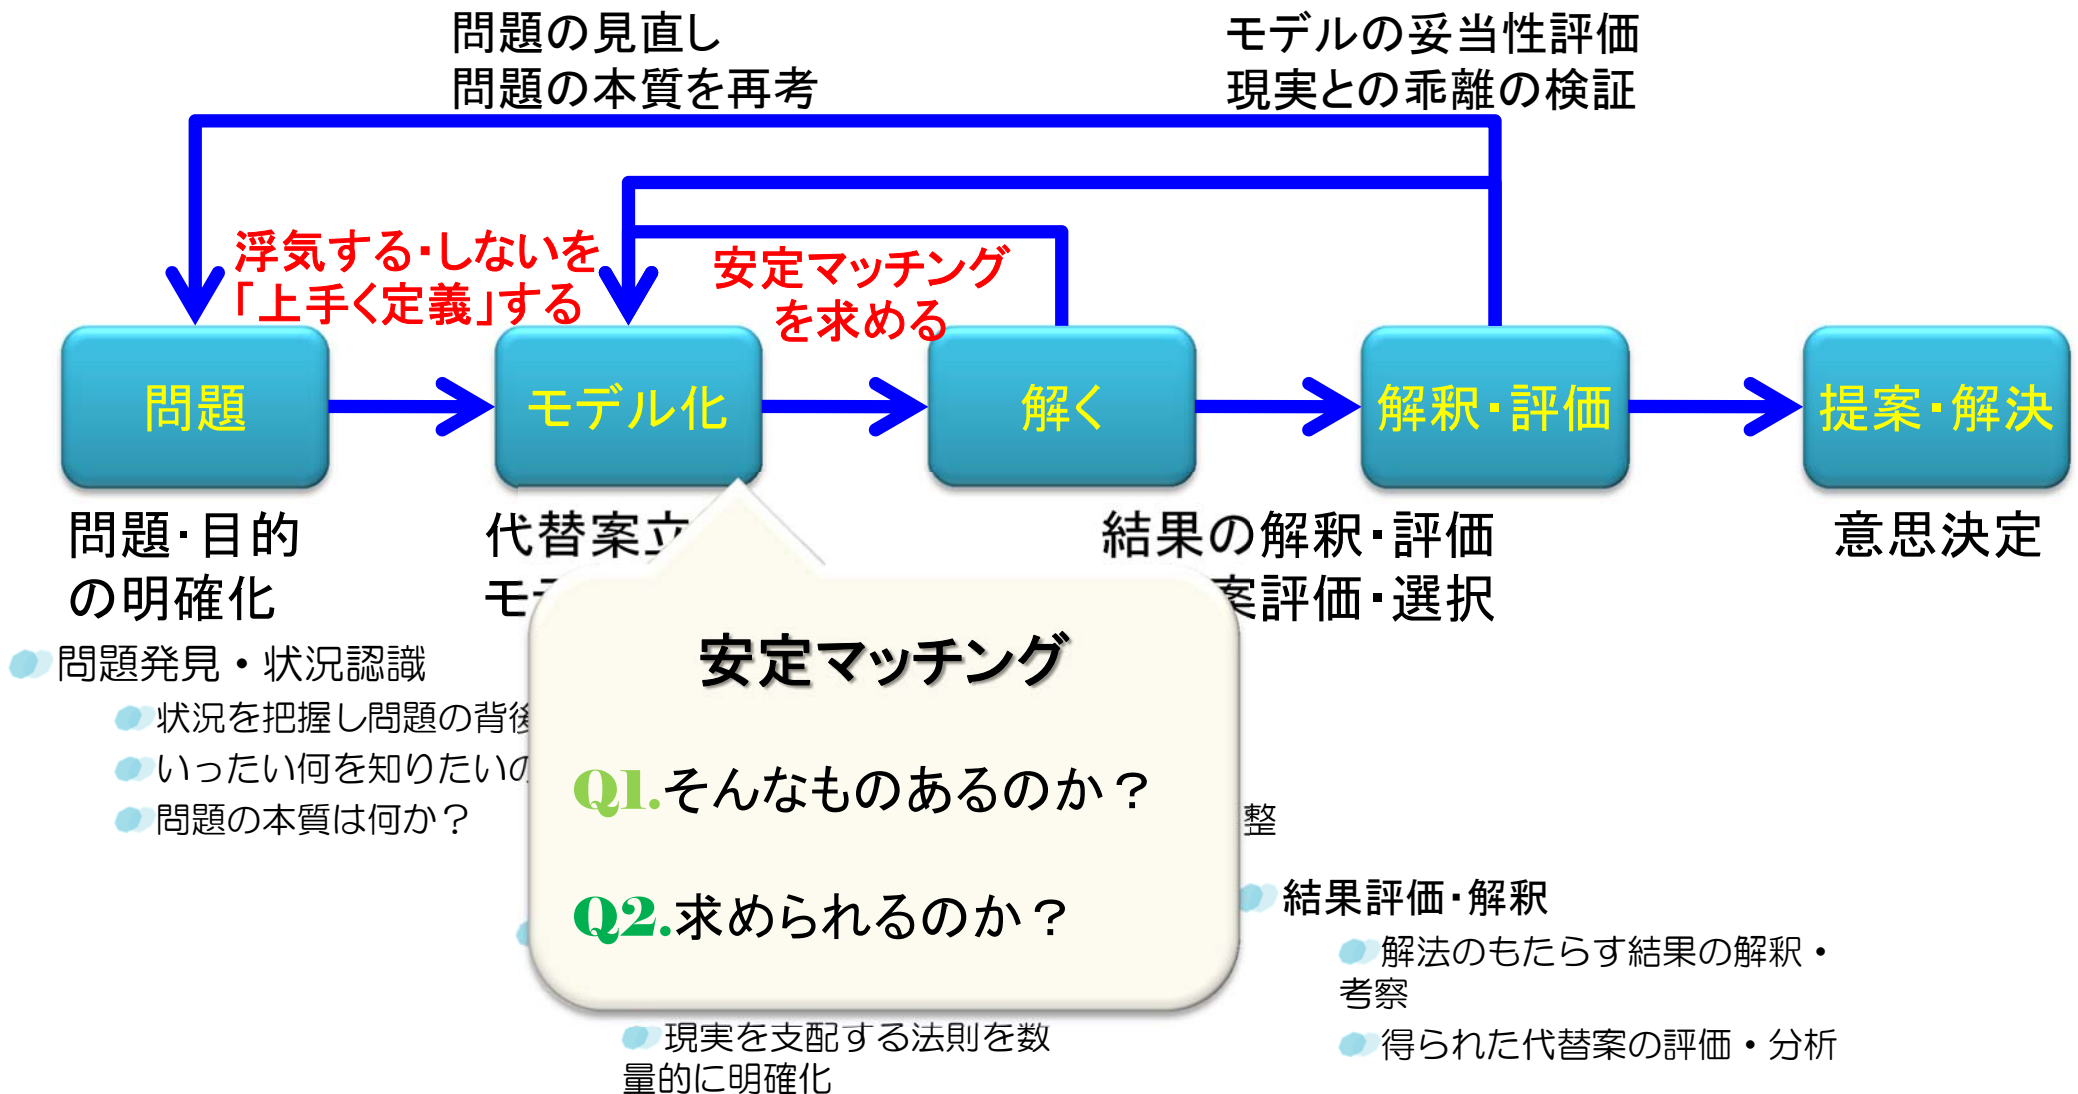 問題の見直し
問題の本質を再考
モデルの妥当性評価
現実との乖離の検証
浮気する・しないを
「上手く定義」する
安定マッチング
を求める
問題
モデル化
解く
解釈・評価
提案・解決
問題・目的
の明確化
代替案立
モデ
結果の解釈・評価
案評価・選択
意思決定
問題発見・状況認識
状況を把握し問題の背後
いったい何を知りたいの
問題の本質は何か？
安定マッチング
Q1.そんなものあるのか？
Q2.求められるのか？
整
結果評価・解釈
解法のもたらす結果の解釈・
考察
得られた代替案の評価・分析
現実を支配する法則を数
量的に明確化